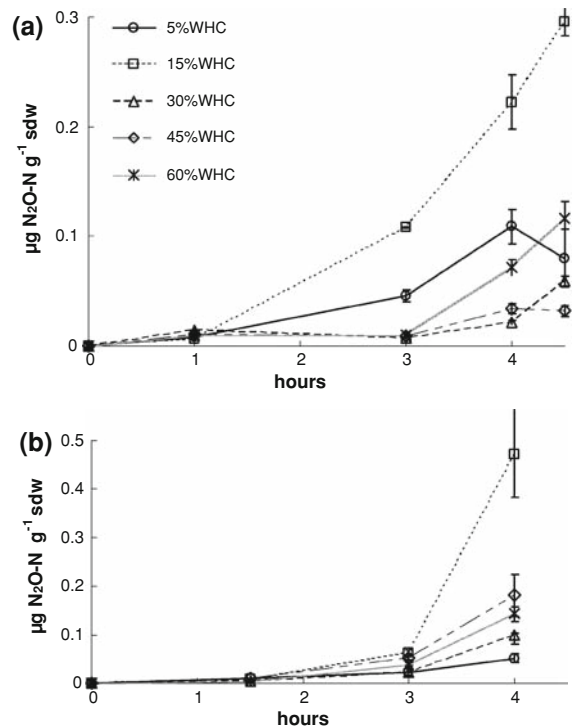 (a)
0.3
0.2
0.1
0
µg N₂O-N g⁻¹ sdw
5%WHC
15%WHC
30%WHC
45%WHC
60%WHC
0 1 2 3 4
hours
(b)
0.5
0.4
0.3
0.2
0.1
0
µg N₂O-N g⁻¹ sdw
0 1 2 3 4
hours